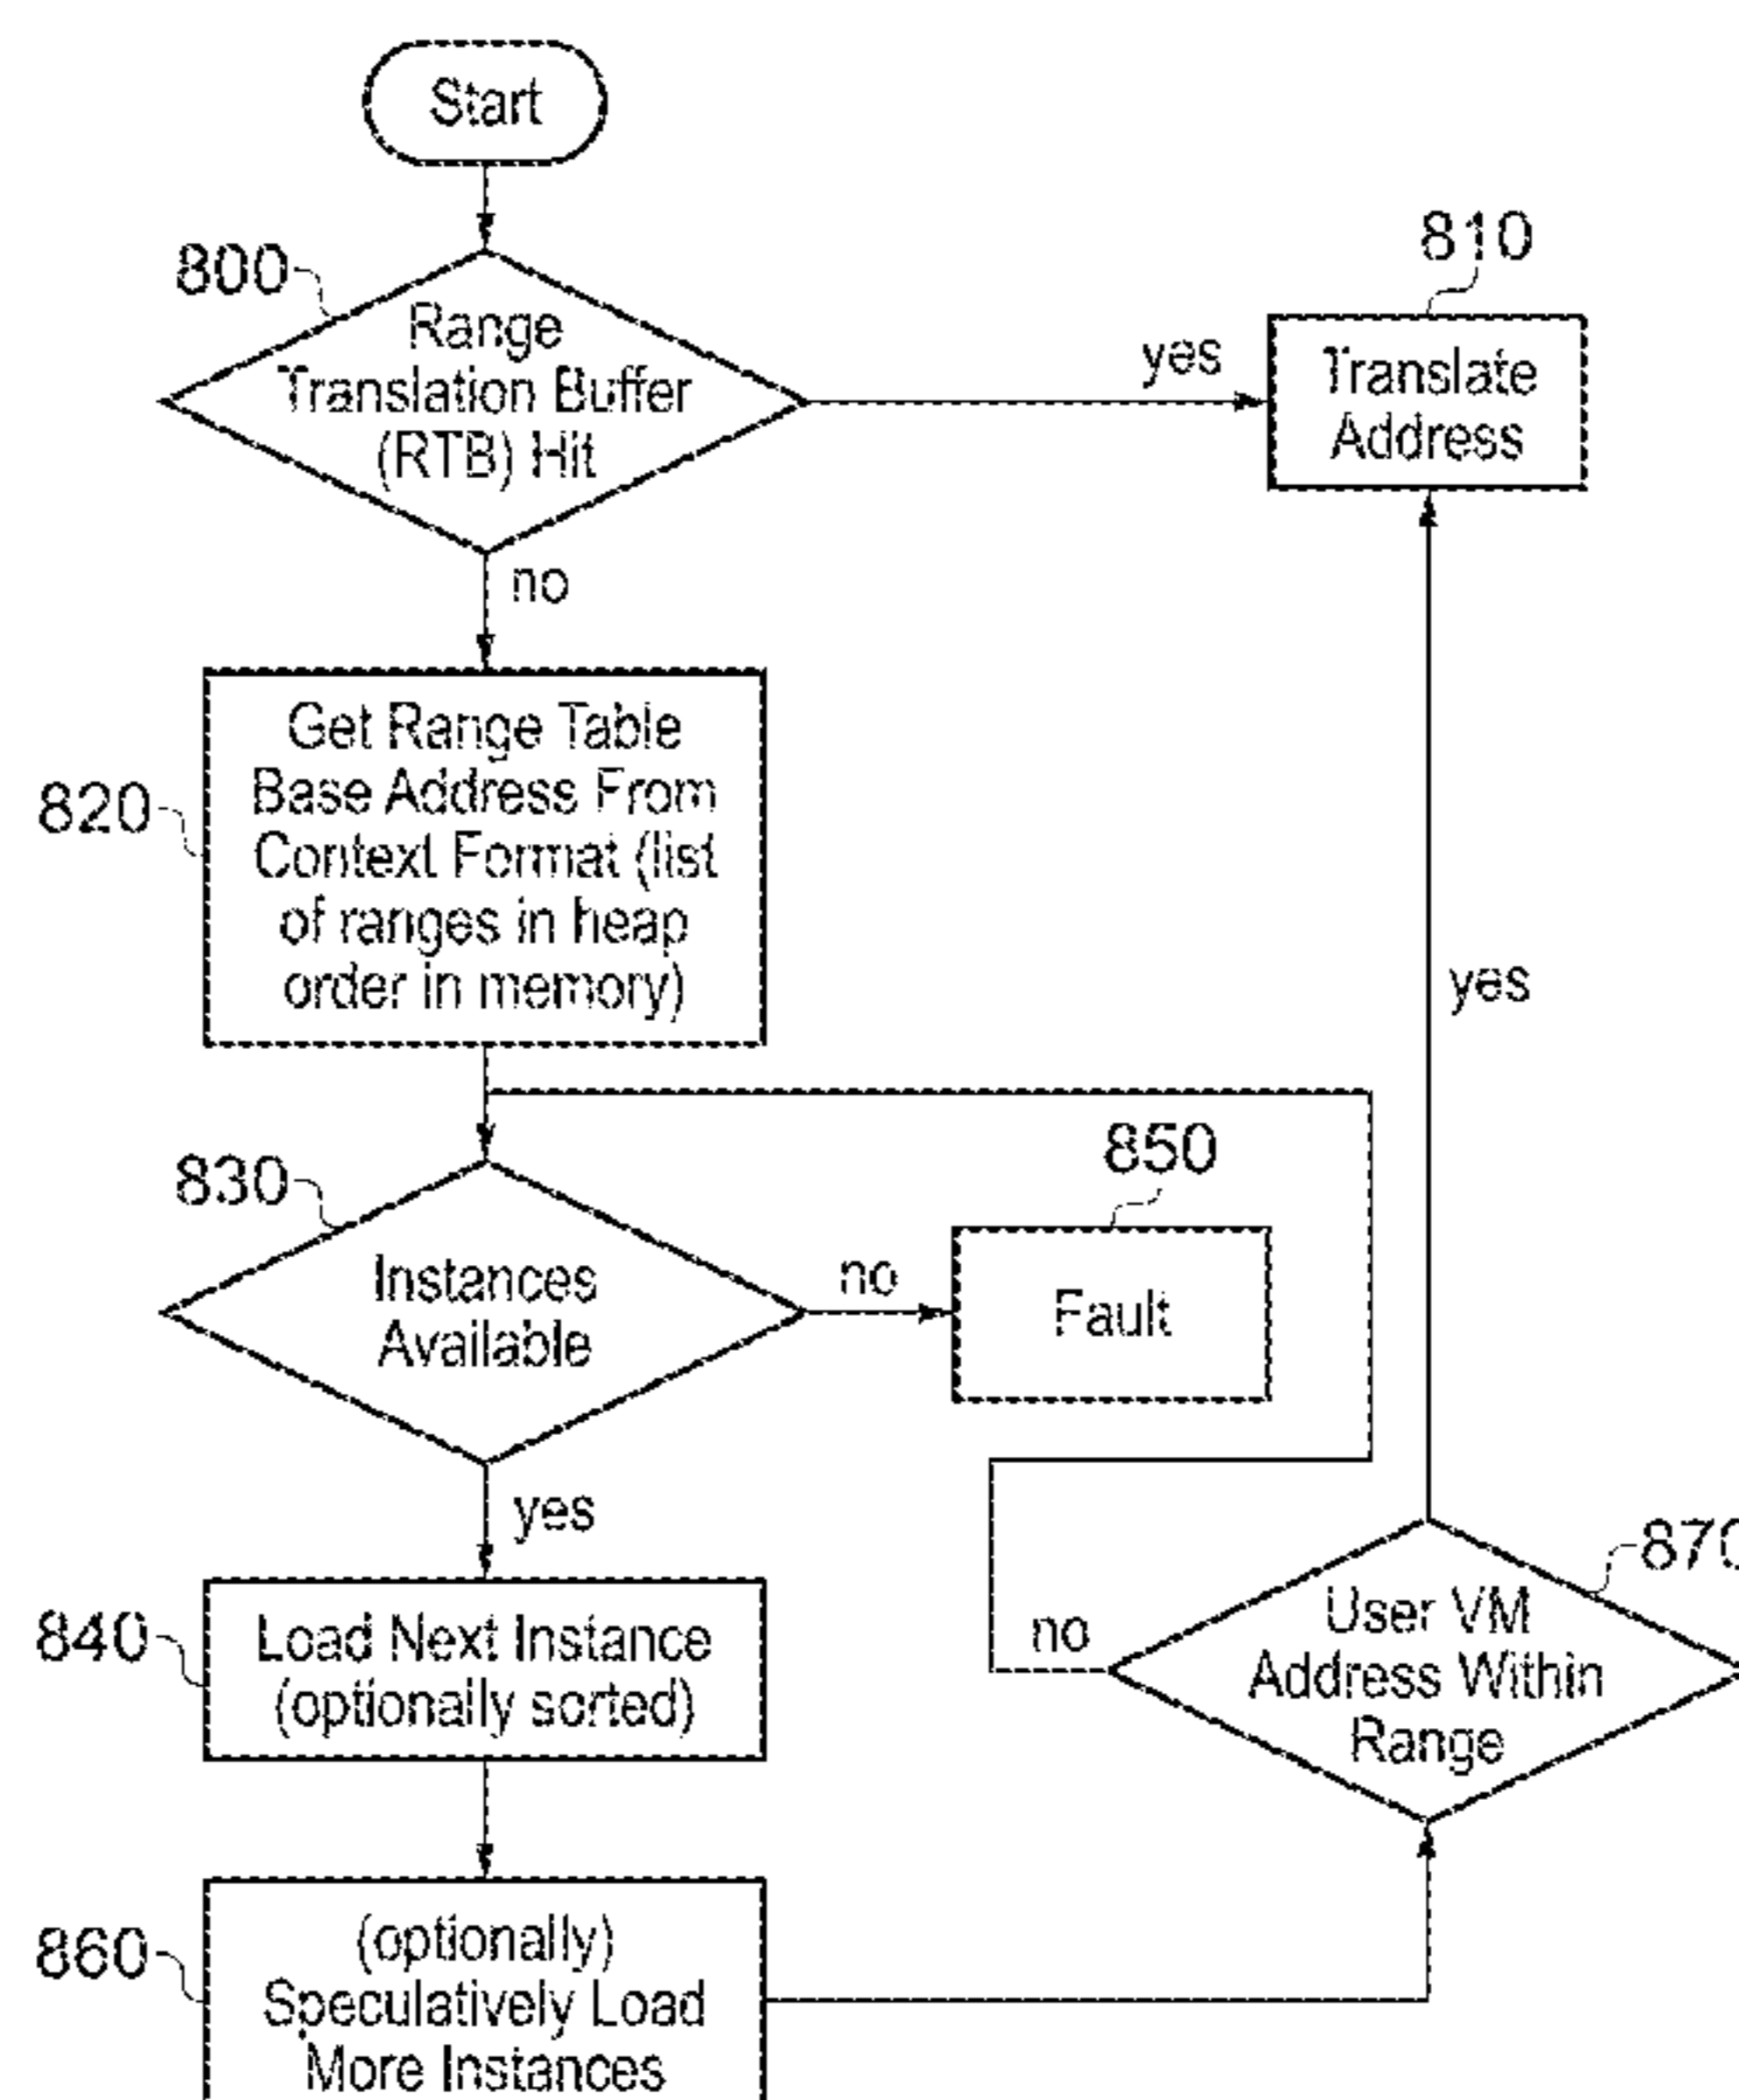 Start
800
Range
Translation Buffer
(RTB) Hit
yes
810
Translate
Address
no
820
Get Range Table
Base Address From
Context Format (list
of ranges in heap
order in memory)
yes
830
Instances
Available
no
850
Fault
yes
840
Load Next Instance
(optionally sorted)
870
User VM
Address Within
Range
no
860
(optionally)
Speculatively Load
More Instances